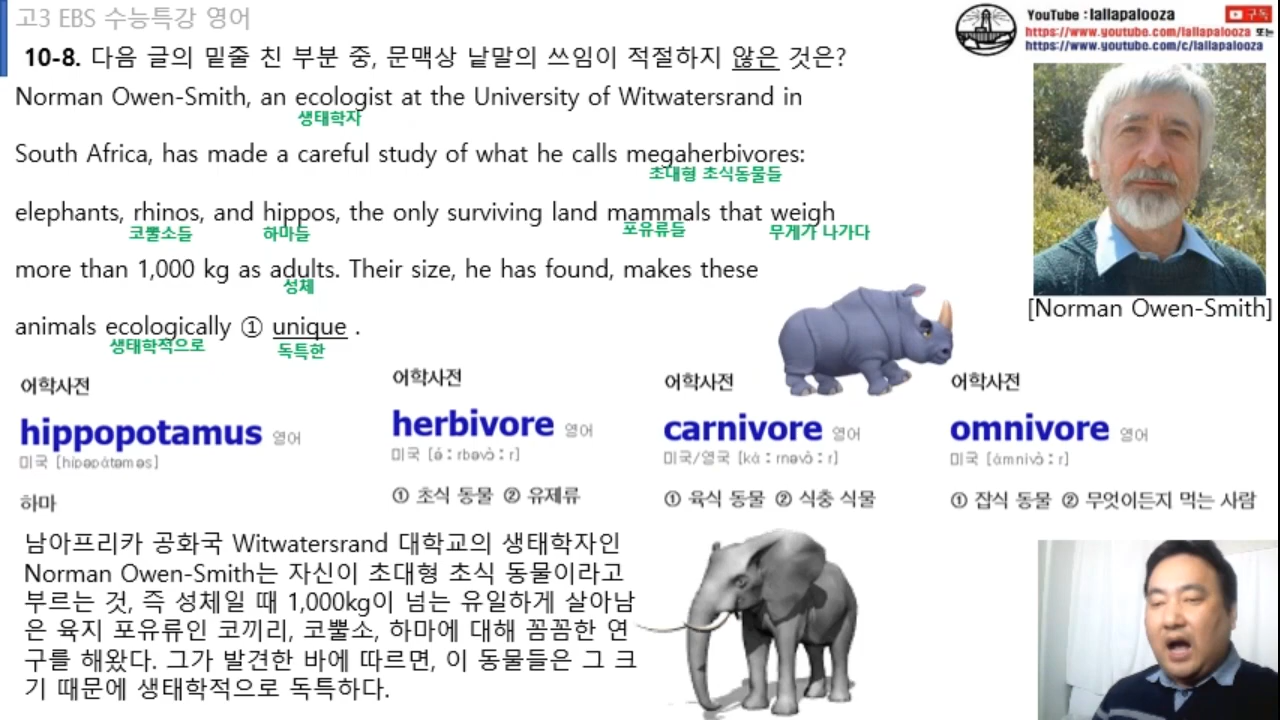 고3 EBS 수능특강 영어
YouTube : lallapalooza
구독
https://www.youtube.com/lallapalooza 또는
https://www.youtube.com/c/lallapalooza
10-8. 다음 글의 밑줄 친 부분 중, 문맥상 낱말의 쓰임이 적절하지 않은 것은?
Norman Owen-Smith, an ecologist at the University of Witwatersrand in
생태학자
South Africa, has made a careful study of what he calls megaherbivores:
초대형 초식동물들
elephants, rhinos, and hippos, the only surviving land mammals that weigh
코뿔소들 하마들 포유류들 무게가 나가다
more than 1,000 kg as adults. Their size, he has found, makes these
성체
[Norman Owen-Smith]
animals ecologically ① unique .
생태학적으로 독특한
어학사전
hippopotamus 영어
미국 [hìpəpátəməs]
하마
어학사전
herbivore 영어
미국 [ə́ːrbəvɔ̀ːr]
① 초식 동물 ② 유제류
어학사전
carnivore 영어
미국/영국 [káːrnəvɔ̀ːr]
① 육식 동물 ② 식충 식물
어학사전
omnivore 영어
미국 [ámnivɔ̀ːr]
① 잡식 동물 ② 무엇이든지 먹는 사람
남아프리카 공화국 Witwatersrand 대학교의 생태학자인
Norman Owen-Smith는 자신이 초대형 초식 동물이라고
부르는 것, 즉 성체일 때 1,000kg이 넘는 유일하게 살아남
은 육지 포유류인 코끼리, 코뿔소, 하마에 대해 꼼꼼한 연
구를 해왔다. 그가 발견한 바에 따르면, 이 동물들은 그 크
기 때문에 생태학적으로 독특하다.